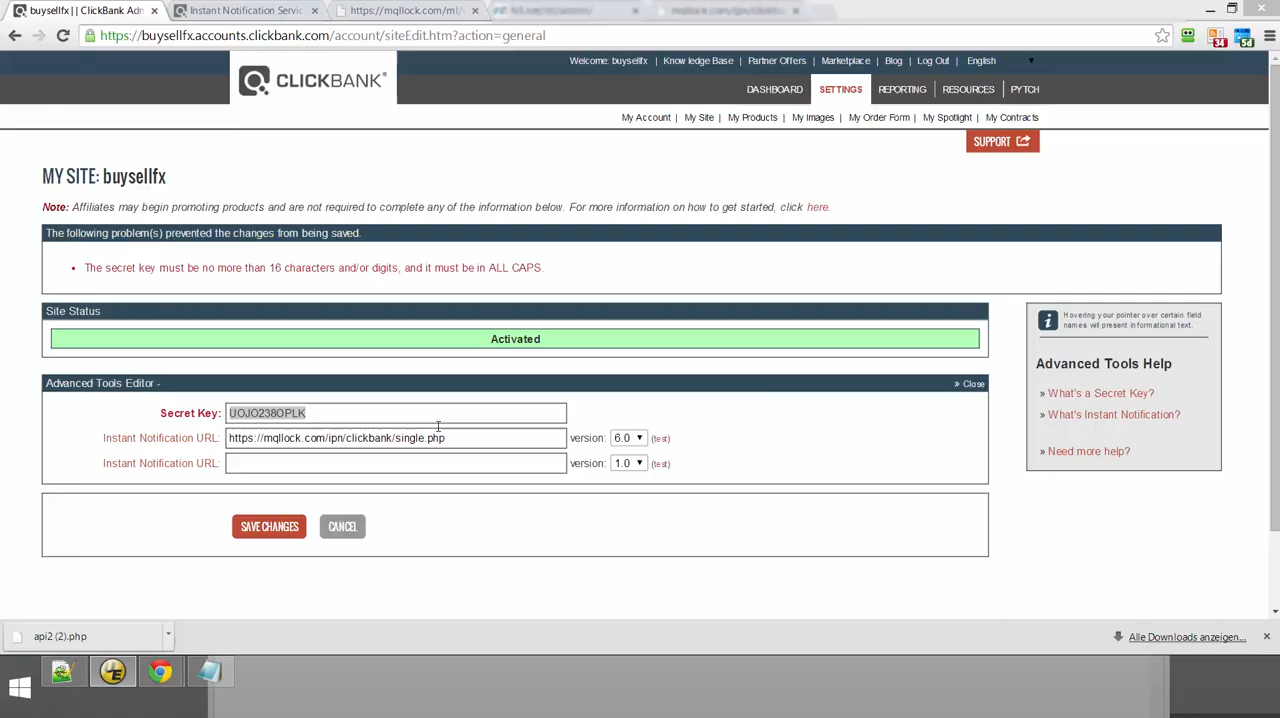 buysellfx || ClickBank Adm
Instant Notification Servic
https://mqllock.com/ml/
https://buysellfx.accounts.clickbank.com/account/siteEdit.htm?action=general
34
5d
Welcome: buysellfx | Knowledge Base | Partner Offers | Marketplace | Blog | Log Out | English
CLICKBANK®
DASHBOARD SETTINGS REPORTING RESOURCES PYTCH
My Account | My Site | My Products | My Images | My Order Form | My Spotlight | My Contracts
SUPPORT
MY SITE: buysellfx
Note: Affiliates may begin promoting products and are not required to complete any of the information below. For more information on how to get started, click here.
The following problem(s) prevented the changes from being saved.
• The secret key must be no more than 16 characters and/or digits, and it must be in ALL CAPS.
Site Status
Activated
Hovering your pointer over certain field
names will present informational text.
Advanced Tools Help
» What's a Secret Key?
» What's Instant Notification?
» Need more help?
Advanced Tools Editor -
» Close
Secret Key: UOJO238OPLK
Instant Notification URL: https://mqllock.com/ipn/clickbank/single.php version: 6.0 (test)
Instant Notification URL: version: 1.0 (test)
SAVE CHANGES CANCEL
api2 (2).php
Alle Downloads anzeigen...